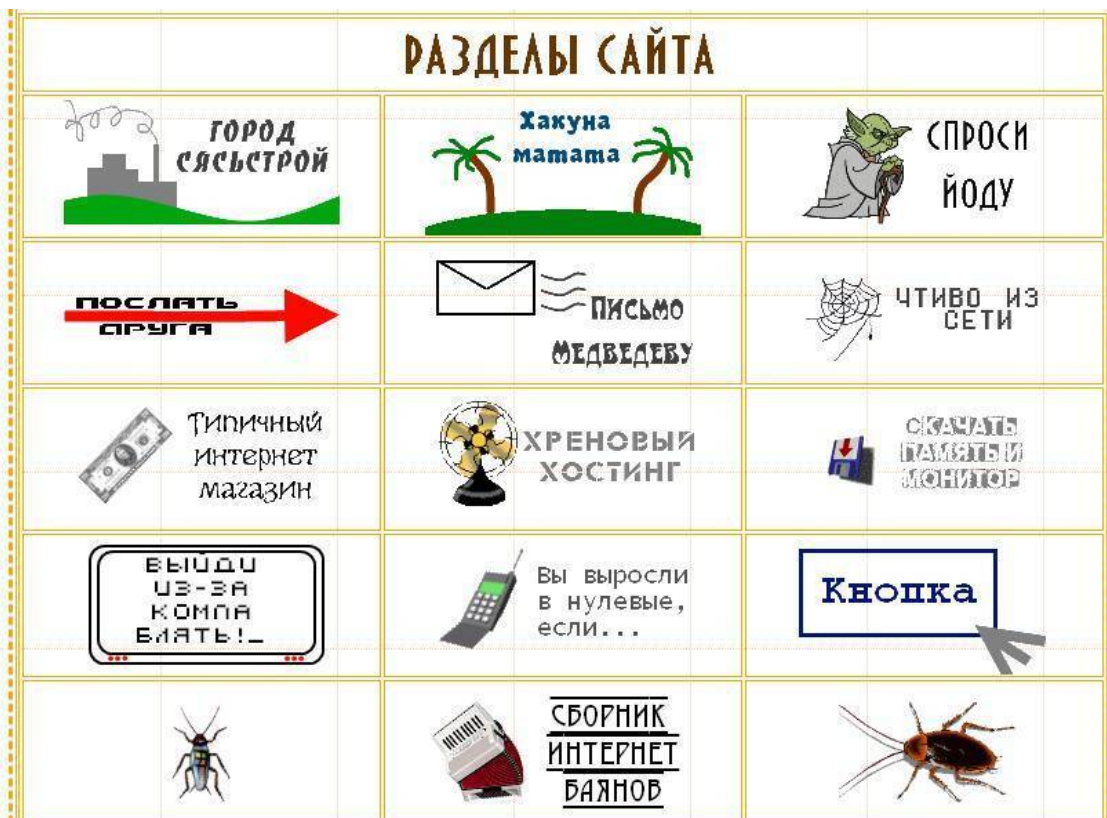 РАЗДЕЛЫ САЙТА
ГОРОД
СЯСЬСТРОЙ
Хакуна
матата
СПРОСИ
ЙОДУ
ПОСЛАТЬ
ДРУГА
Письмо
Медведеву
ЧТИВО ИЗ
СЕТИ
Типичный
интернет
магазин
ХРЕНОВЫЙ
ХОСТИНГ
СКАЧАТЬ
ПАМЯТЬ И
МОНИТОР
ВЫЙДИ
ИЗ-ЗА
КОМПА
БЛЯТЬ!_
Вы выросли
в нулевые,
если...
Кнопка
СБОРНИК
ИНТЕРНЕТ
БАЯНОВ